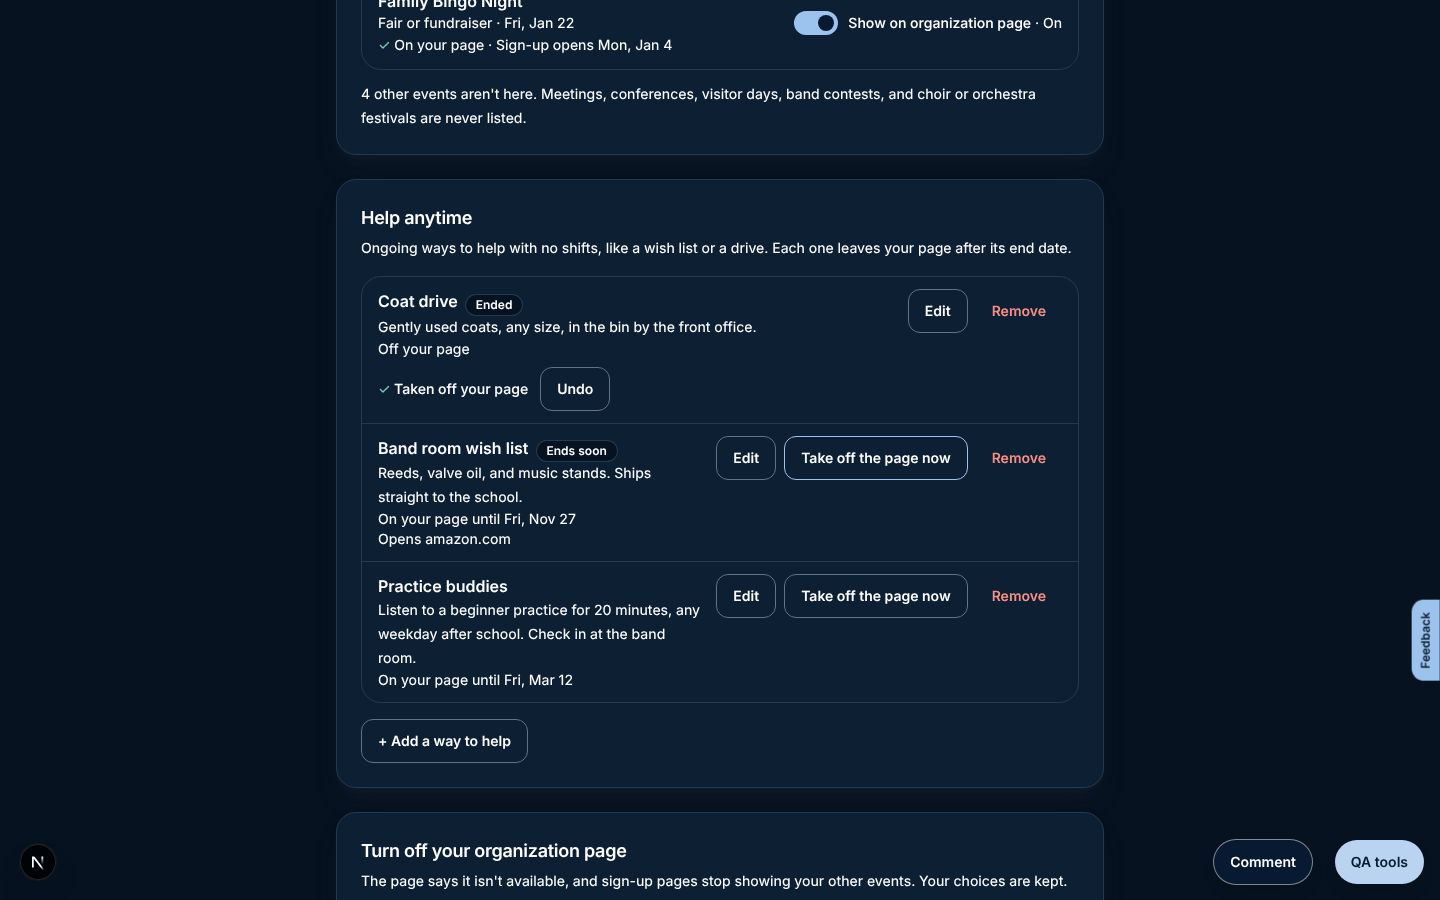 Family Bingo Night
Fair or fundraiser · Fri, Jan 22
✓ On your page · Sign-up opens Mon, Jan 4
Show on organization page · On
4 other events aren't here. Meetings, conferences, visitor days, band contests, and choir or orchestra
festivals are never listed.
Help anytime
Ongoing ways to help with no shifts, like a wish list or a drive. Each one leaves your page after its end date.
Coat drive Ended
Gently used coats, any size, in the bin by the front office.
Off your page
✓ Taken off your page Undo
Edit Remove
Band room wish list Ends soon
Reeds, valve oil, and music stands. Ships
straight to the school.
On your page until Fri, Nov 27
Opens amazon.com
Edit Take off the page now Remove
Practice buddies
Listen to a beginner practice for 20 minutes, any
weekday after school. Check in at the band
room.
On your page until Fri, Mar 12
Edit Take off the page now Remove
+ Add a way to help
Turn off your organization page
The page says it isn't available, and sign-up pages stop showing your other events. Your choices are kept.
Feedback
N
Comment
QA tools